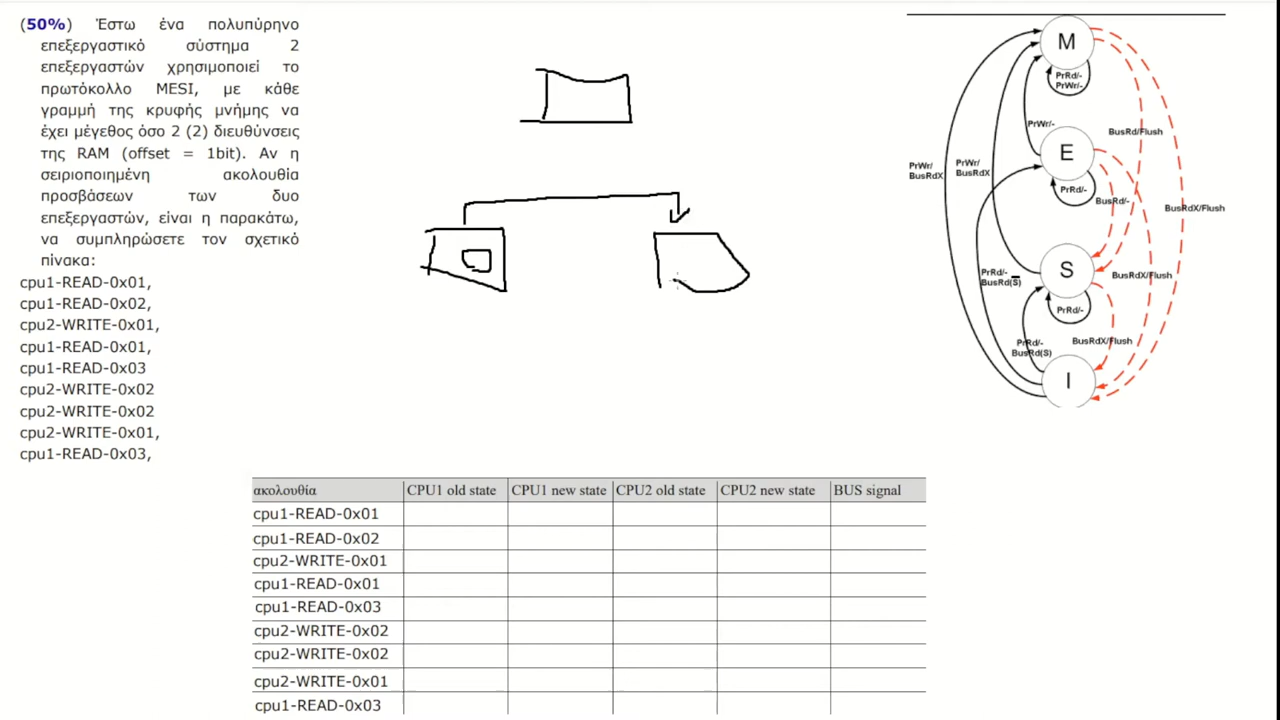 (50%) Έστω ένα πολυπύρηνο
επεξεργαστικό σύστημα 2
επεξεργαστών χρησιμοποιεί το
πρωτόκολλο MESI, με κάθε
γραμμή της κρυφής μνήμης να
έχει μέγεθος όσο 2 (2) διευθύνσεις
της RAM (offset = 1bit). Αν η
σειριοποιημένη ακολουθία
προσβάσεων των δυο
επεξεργαστών, είναι η παρακάτω,
να συμπληρώσετε τον σχετικό
πίνακα:
cpu1-READ-0x01,
cpu1-READ-0x02,
cpu2-WRITE-0x01,
cpu1-READ-0x01,
cpu1-READ-0x03
cpu2-WRITE-0x02
cpu2-WRITE-0x02
cpu2-WRITE-0x01,
cpu1-READ-0x03,
M
PrRd/-
PrWr/-
PrWr/-
BusRd/Flush
E
PrWr/
BusRdX
PrWr/
BusRdX
PrRd/-
BusRd/-
BusRdX/Flush
S
PrRd/-
BusRd(S̅)
BusRdX/Flush
PrRd/-
PrRd/-
BusRd(S)
BusRdX/Flush
I
ακολουθία CPU1 old state CPU1 new state CPU2 old state CPU2 new state BUS signal
cpu1-READ-0x01
cpu1-READ-0x02
cpu2-WRITE-0x01
cpu1-READ-0x01
cpu1-READ-0x03
cpu2-WRITE-0x02
cpu2-WRITE-0x02
cpu2-WRITE-0x01
cpu1-READ-0x03